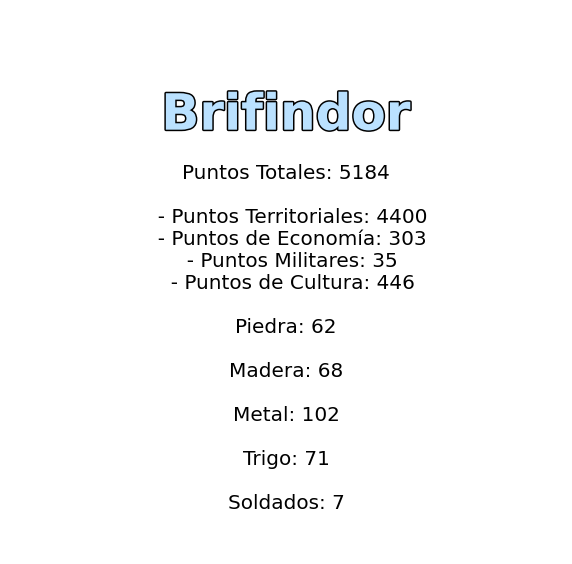 Brifindor
Puntos Totales: 5184
- Puntos Territoriales: 4400
- Puntos de Economía: 303
- Puntos Militares: 35
- Puntos de Cultura: 446
Piedra: 62
Madera: 68
Metal: 102
Trigo: 71
Soldados: 7